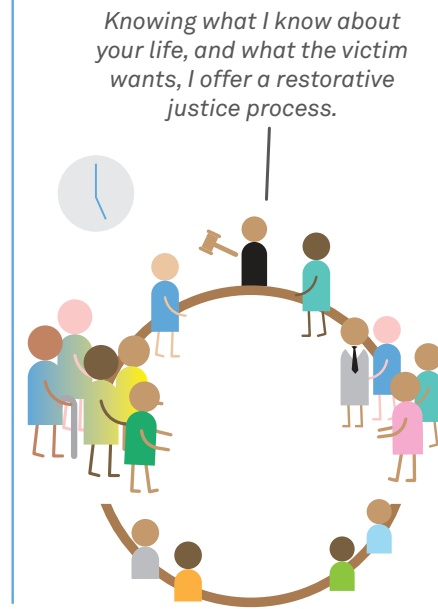 Knowing what I know about
your life, and what the victim
wants, I offer a restorative
justice process.